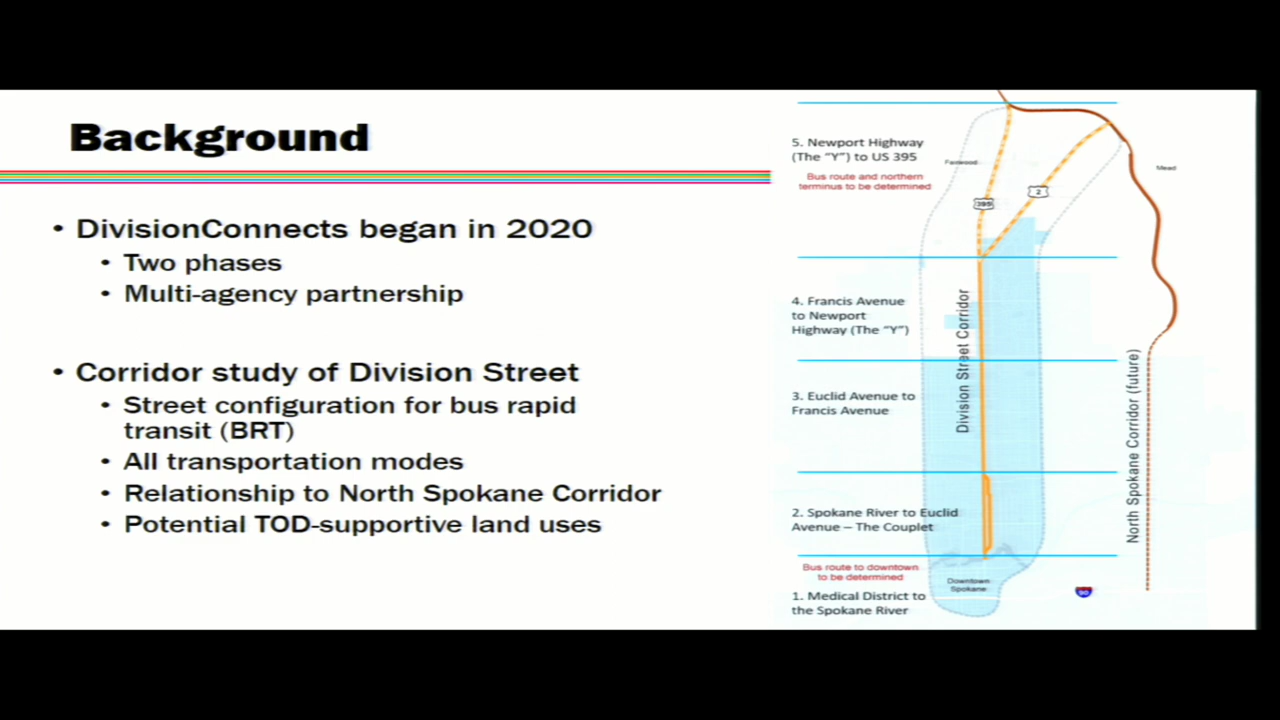 Background
• DivisionConnects began in 2020
• Two phases
• Multi-agency partnership
• Corridor study of Division Street
• Street configuration for bus rapid
transit (BRT)
• All transportation modes
• Relationship to North Spokane Corridor
• Potential TOD-supportive land uses
5. Newport Highway
(The “Y”) to US 395
Bus route and northern
terminus to be determined
Fairwood
Mead
2
395
4. Francis Avenue
to Newport
Highway (The “Y”)
Division Street Corridor
3. Euclid Avenue to
Francis Avenue
North Spokane Corridor (future)
2. Spokane River to Euclid
Avenue – The Couplet
Bus route to downtown
to be determined
Downtown
Spokane
90
1. Medical District to
the Spokane River